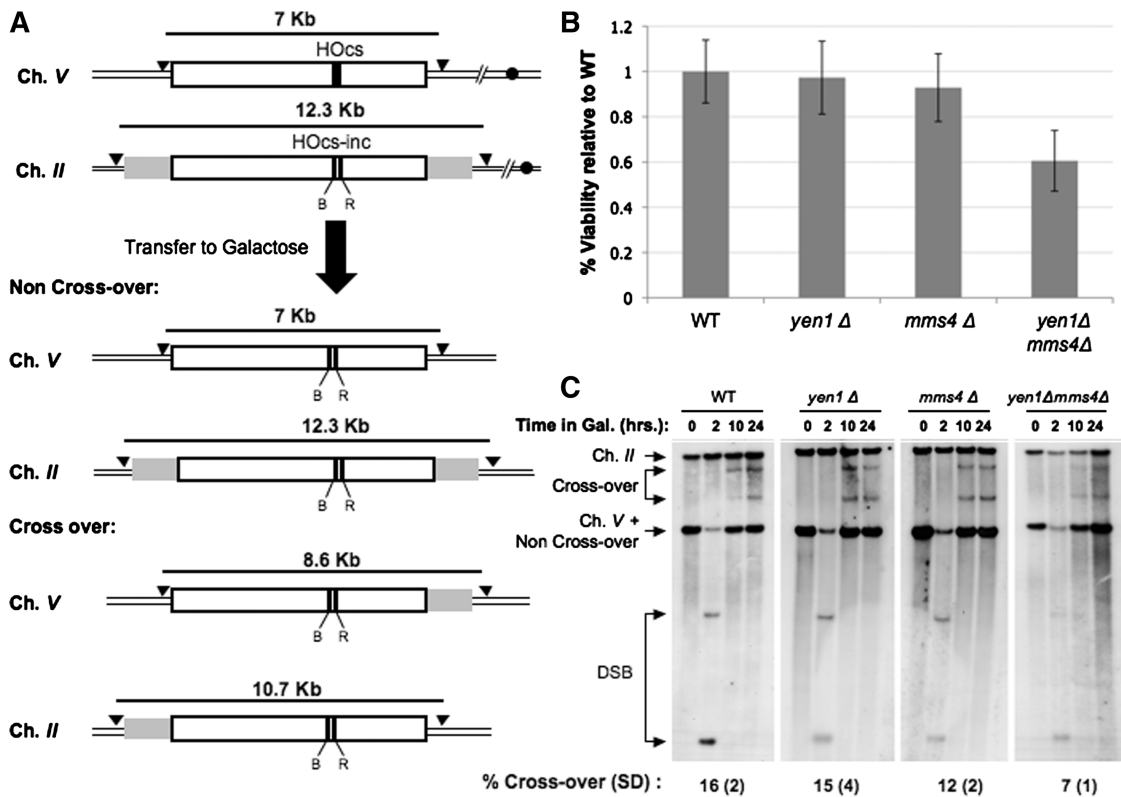 A
7 Kb
HOcs
Ch. V
12.3 Kb
HOcs-inc
Ch. II
B R
Transfer to Galactose
Non Cross-over:
7 Kb
Ch. V
B R
12.3 Kb
Ch. II
B R
Cross over:
8.6 Kb
Ch. V
B R
10.7 Kb
Ch. II
B R
B
% Viability relative to WT
1.2
1
0.8
0.6
0.4
0.2
0
WT
yen1 Δ
mms4 Δ
yen1Δ
mms4Δ
C
WT yen1 Δ mms4 Δ yen1Δmms4Δ
Time in Gal. (hrs.): 0 2 10 24 0 2 10 24 0 2 10 24 0 2 10 24
Ch. II
Cross-over
Ch. V +
Non Cross-over
DSB
% Cross-over (SD) : 16 (2) 15 (4) 12 (2) 7 (1)